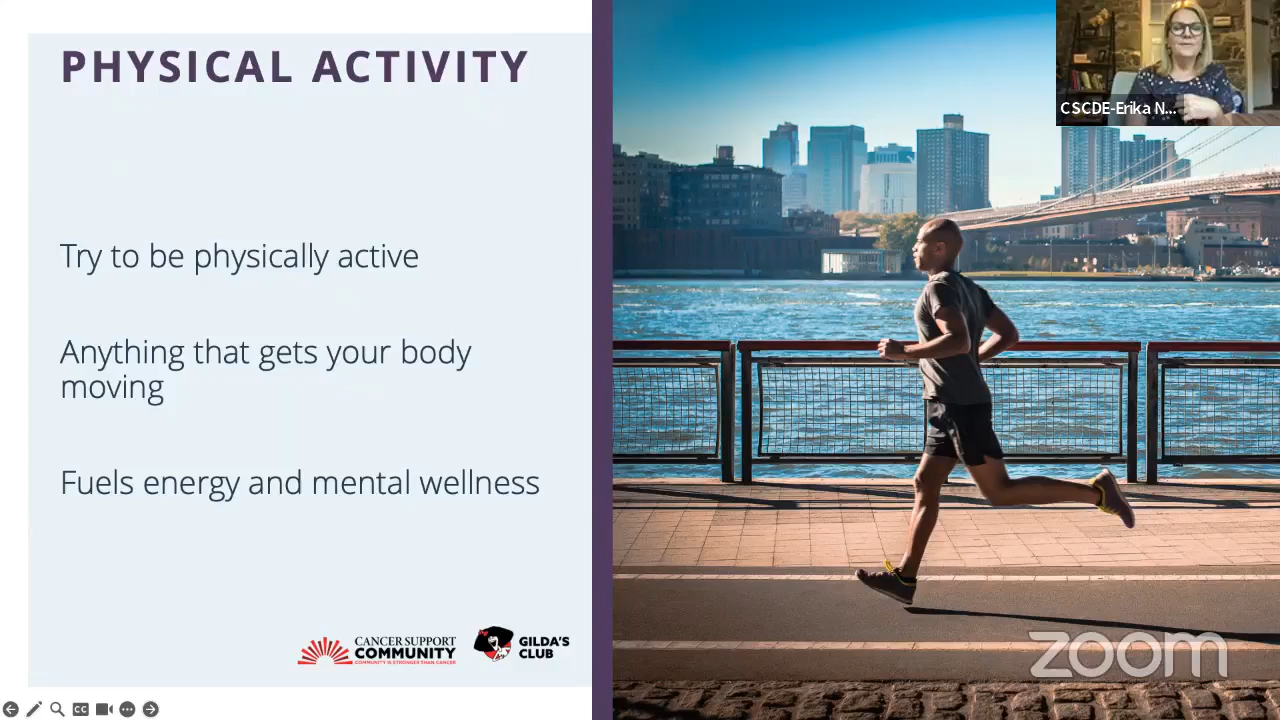 PHYSICAL ACTIVITY
CSCDE-Erika N...
Try to be physically active
Anything that gets your body
moving
Fuels energy and mental wellness
CANCER SUPPORT
COMMUNITY
COMMUNITY IS STRONGER THAN CANCER
GILDA'S
CLUB
zoom
CC